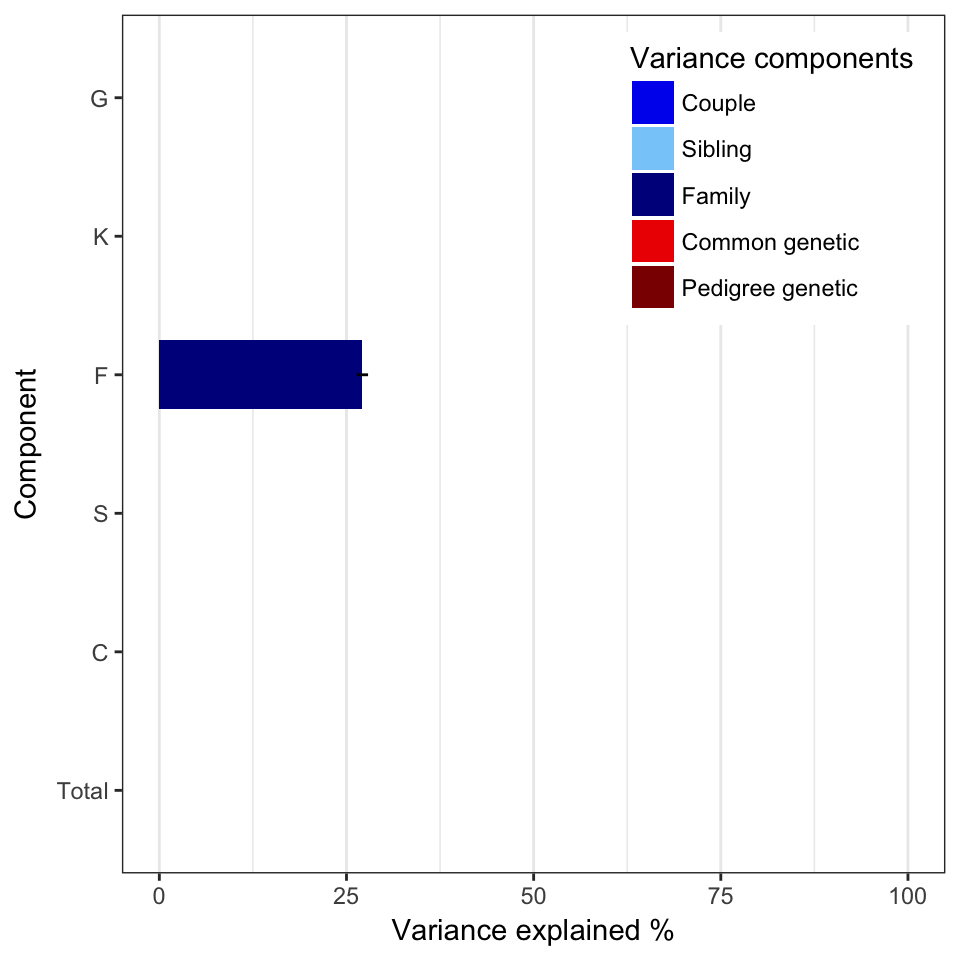 Variance components
Couple
Sibling
Family
Common genetic
Pedigree genetic
G
K
F
S
C
Total
Component
0 25 50 75 100
Variance explained %